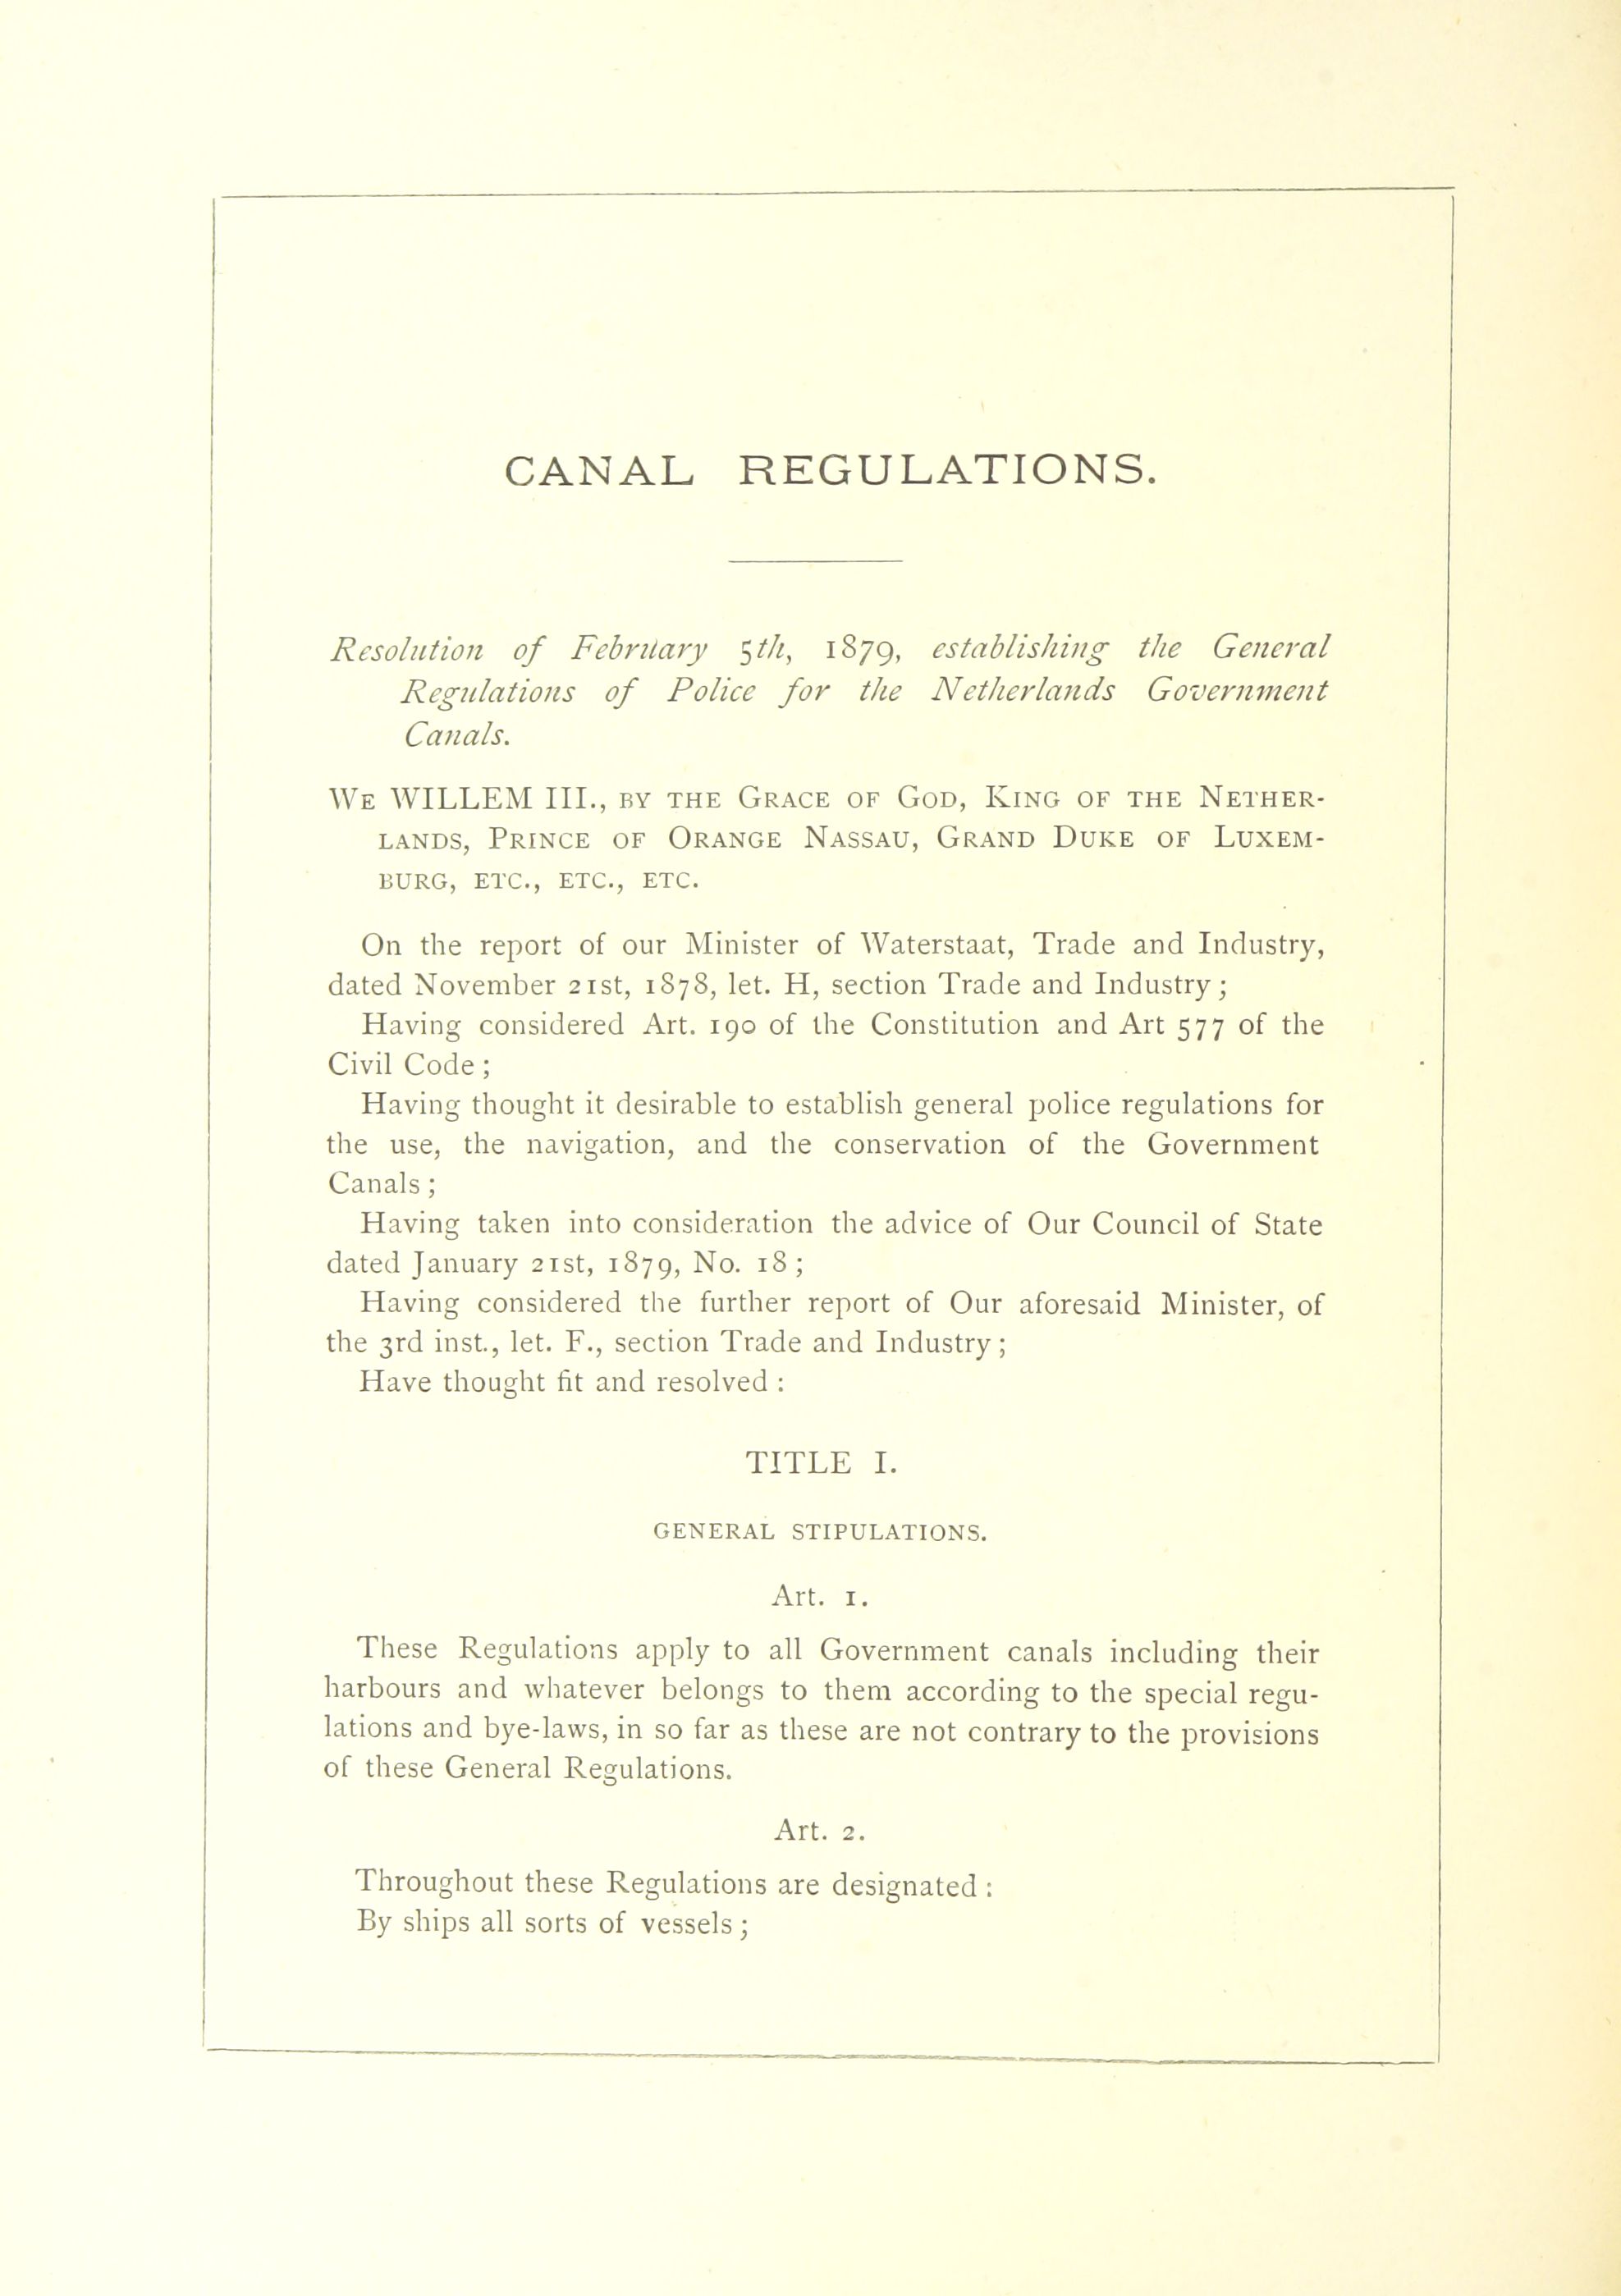 CANAL REGULATIONS.
Resolution of February 5th, 1879, establishing the General
Regulations of Police for the Netherlands Government
Canals.
WE WILLEM III., BY THE GRACE OF GOD, KING OF THE NETHER-
LANDS, PRINCE OF ORANGE NASSAU, GRAND DUKE OF LUXEM-
BURG, ETC., ETC., ETC.
On the report of our Minister of Waterstaat, Trade and Industry,
dated November 21st, 1878, let. H, section Trade and Industry;
Having considered Art. 190 of the Constitution and Art 577 of the
Civil Code;
Having thought it desirable to establish general police regulations for
the use, the navigation, and the conservation of the Government
Canals;
Having taken into consideration the advice of Our Council of State
dated January 21st, 1879, No. 18;
Having considered the further report of Our aforesaid Minister, of
the 3rd inst., let. F., section Trade and Industry;
Have thought fit and resolved:
TITLE I.
GENERAL STIPULATIONS.
Art. 1.
These Regulations apply to all Government canals including their
harbours and whatever belongs to them according to the special regu-
lations and bye-laws, in so far as these are not contrary to the provisions
of these General Regulations.
Art. 2.
Throughout these Regulations are designated:
By ships all sorts of vessels;